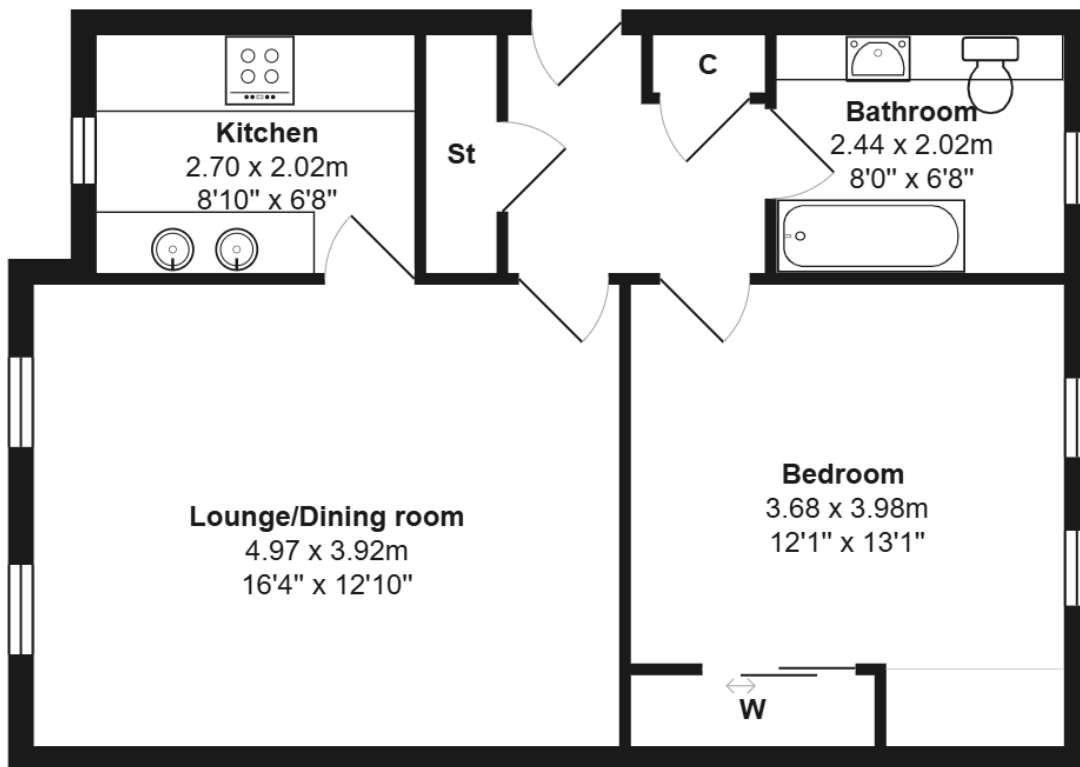 C
Kitchen
2.70 x 2.02m
8'10" x 6'8"
St
Bathroom
2.44 x 2.02m
8'0" x 6'8"
Lounge/Dining room
4.97 x 3.92m
16'4" x 12'10"
Bedroom
3.68 x 3.98m
12'1" x 13'1"
W